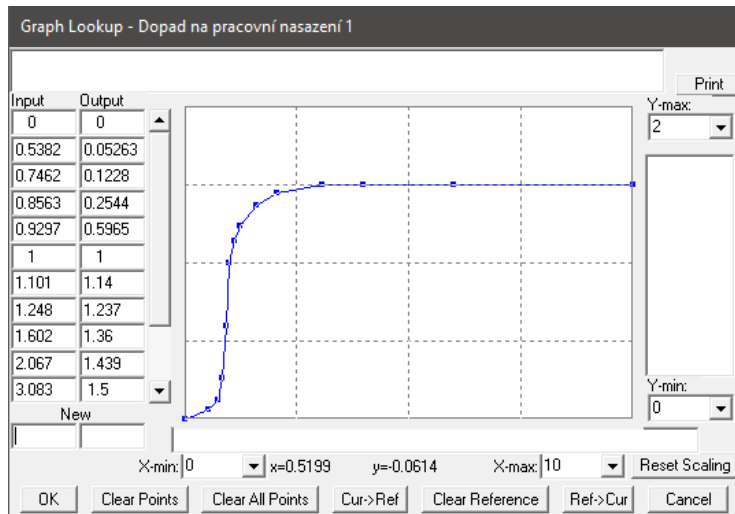 Graph Lookup - Dopad na pracovní nasazení 1
Print
Input Output
0 0
0.5382 0.05263
0.7462 0.1228
0.8563 0.2544
0.9297 0.5965
1 1
1.101 1.14
1.248 1.237
1.602 1.36
2.067 1.439
3.083 1.5
New
Y-max:
2
Y-min:
0
X-min: 0 x=0.5199 y=-0.0614 X-max: 10 Reset Scaling
OK Clear Points Clear All Points Cur->Ref Clear Reference Ref->Cur Cancel